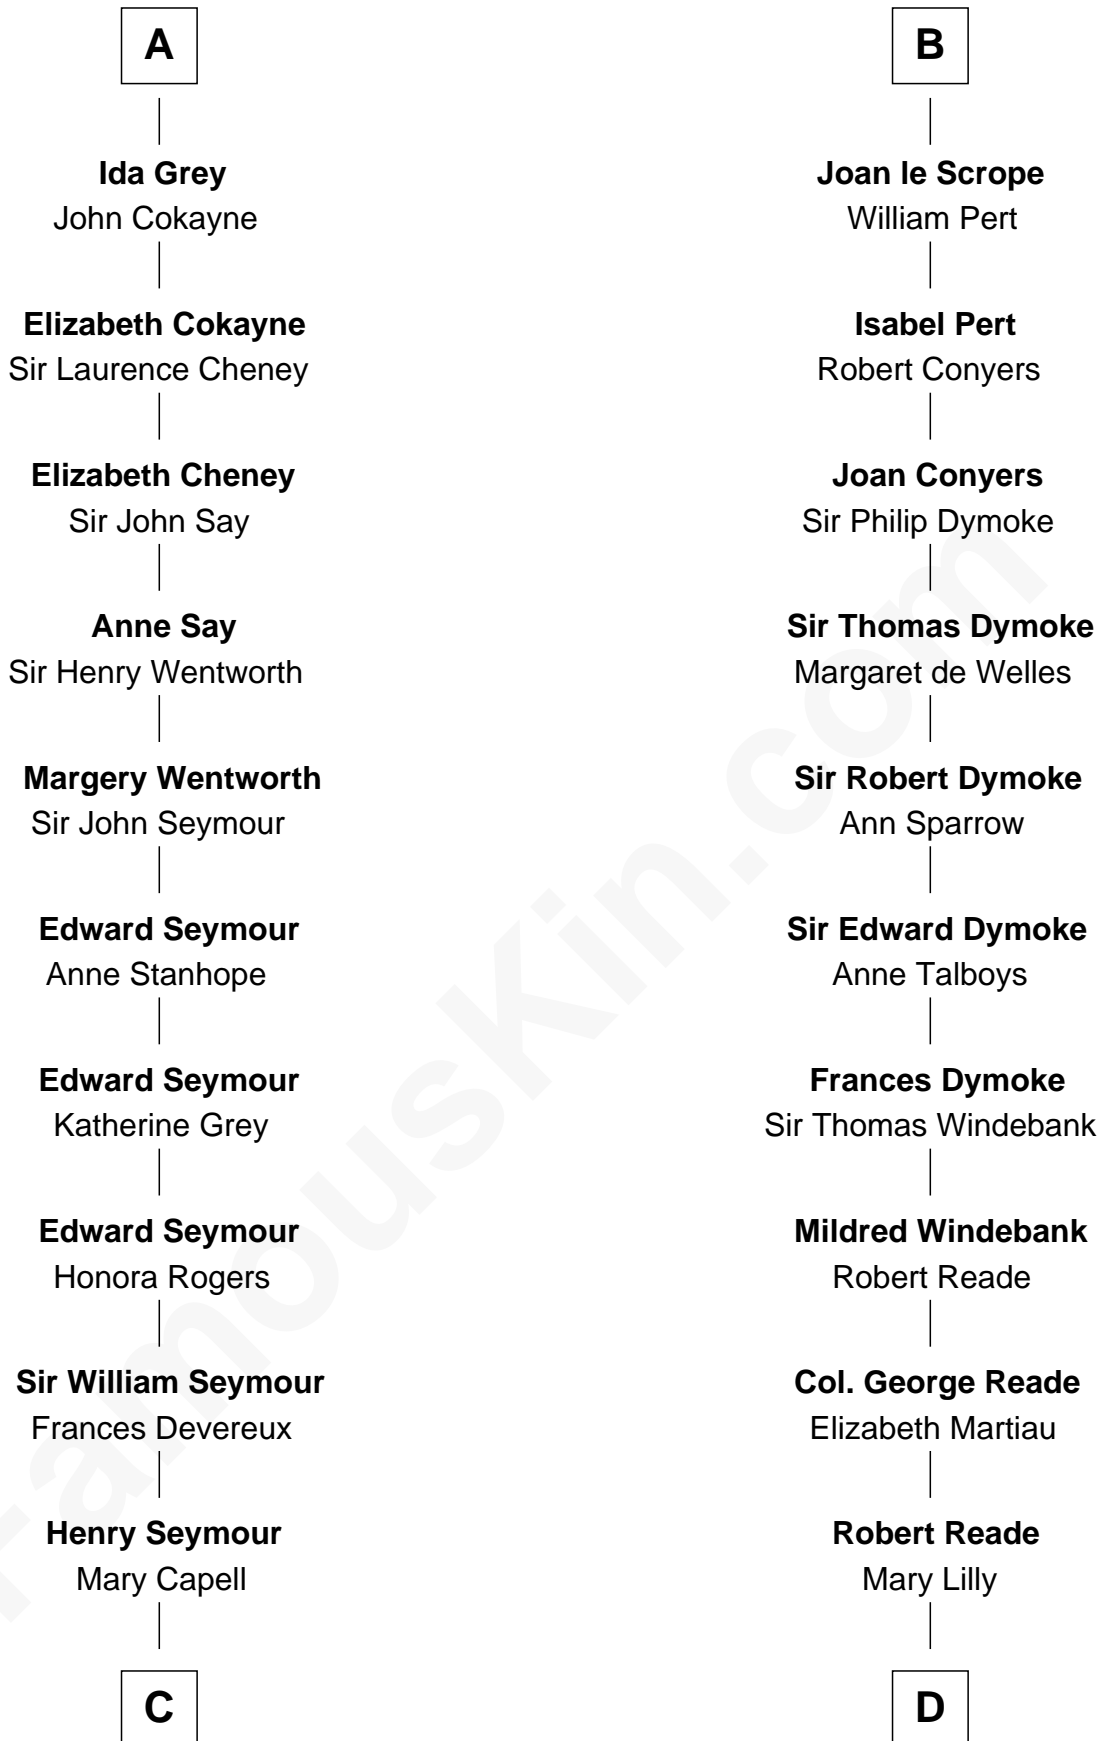 A
Ida Grey
John Cokayne
Elizabeth Cokayne
Sir Laurence Cheney
Elizabeth Cheney
Sir John Say
Anne Say
Sir Henry Wentworth
Margery Wentworth
Sir John Seymour
Edward Seymour
Anne Stanhope
Edward Seymour
Katherine Grey
Edward Seymour
Honora Rogers
Sir William Seymour
Frances Devereux
Henry Seymour
Mary Capell
C
B
Joan le Scrope
William Pert
Isabel Pert
Robert Conyers
Joan Conyers
Sir Philip Dymoke
Sir Thomas Dymoke
Margaret de Welles
Sir Robert Dymoke
Ann Sparrow
Sir Edward Dymoke
Anne Talboys
Frances Dymoke
Sir Thomas Windebank
Mildred Windebank
Robert Reade
Col. George Reade
Elizabeth Martiau
Robert Reade
Mary Lilly
D
FamousKin.com